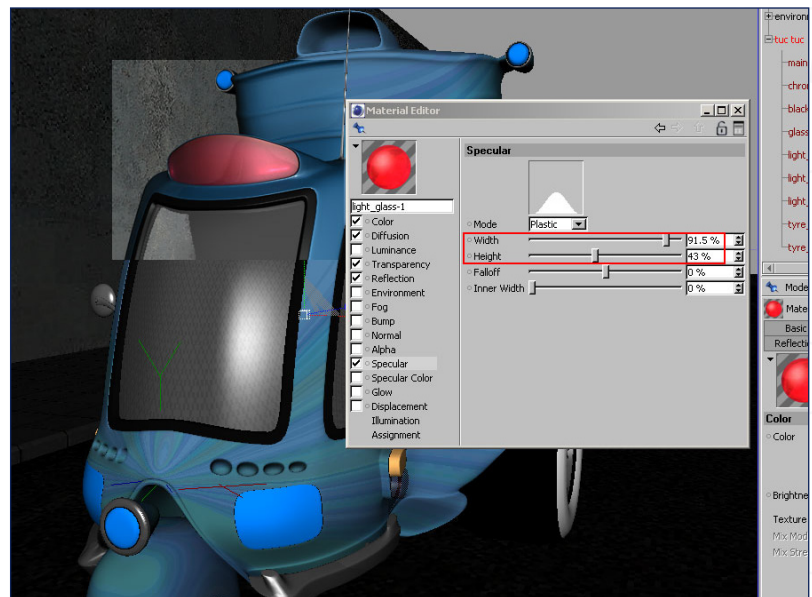 environ
tuc tuc
main
chro
black
glass
light_
light_
light_
tyre_
tyre_
Material Editor
light_glass-1
Color
Diffusion
Luminance
Transparency
Reflection
Environment
Fog
Bump
Normal
Alpha
Specular
Specular Color
Glow
Displacement
Illumination
Assignment
Specular
Mode Plastic
Width 91.5 %
Height 43 %
Falloff 0 %
Inner Width 0 %
Mode
Mate
Basic
Reflecti
Color
Color
Brightne
Texture
Mix Mod
Mix Stre